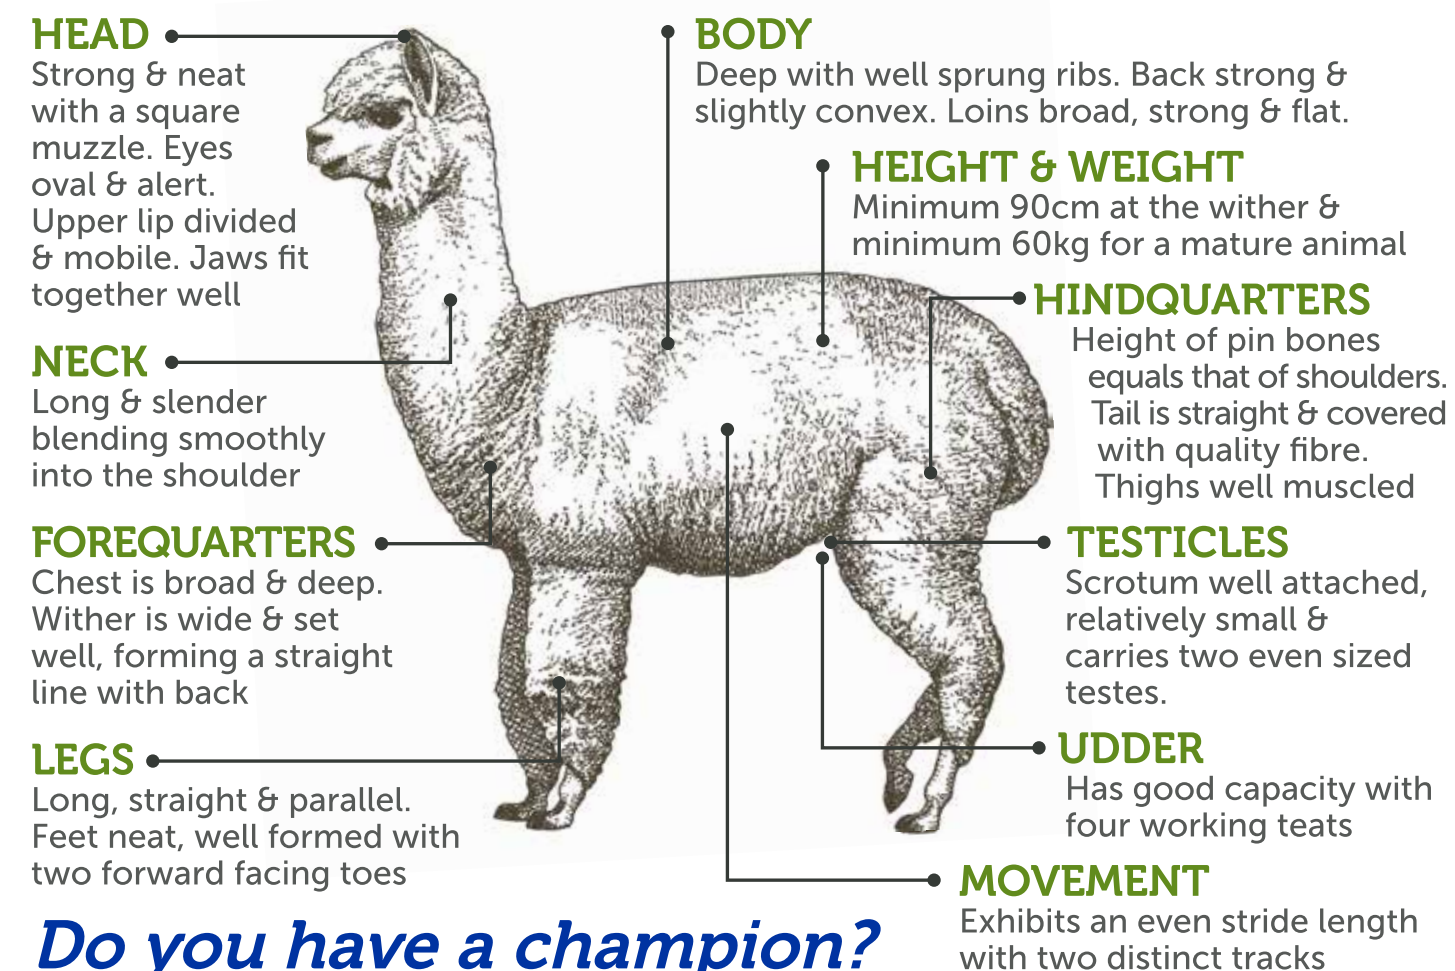 HEAD
Strong & neat
with a square
muzzle. Eyes
oval & alert.
Upper lip divided
& mobile. Jaws fit
together well
NECK
Long & slender
blending smoothly
into the shoulder
FOREQUARTERS
Chest is broad & deep.
Wither is wide & set
well, forming a straight
line with back
LEGS
Long, straight & parallel.
Feet neat, well formed with
two forward facing toes
BODY
Deep with well sprung ribs. Back strong &
slightly convex. Loins broad, strong & flat.
HEIGHT & WEIGHT
Minimum 90cm at the wither &
minimum 60kg for a mature animal
HINDQUARTERS
Height of pin bones
equals that of shoulders.
Tail is straight & covered
with quality fibre.
Thighs well muscled
TESTICLES
Scrotum well attached,
relatively small &
carries two even sized
testes.
UDDER
Has good capacity with
four working teats
MOVEMENT
Exhibits an even stride length
with two distinct tracks
Do you have a champion?